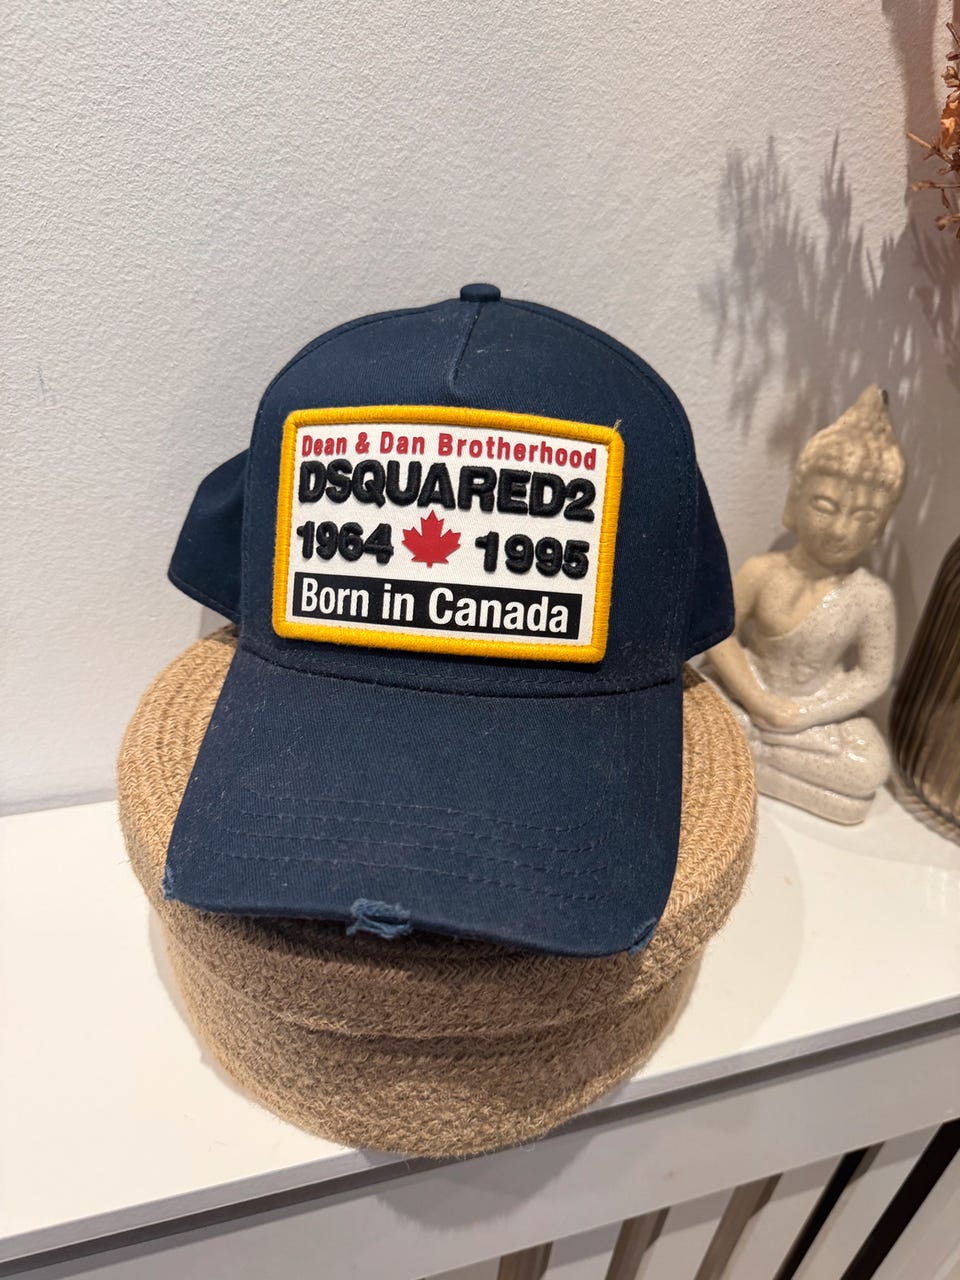 Dean & Dan Brotherhood
DSQUARED2
1964 1995
Born in Canada